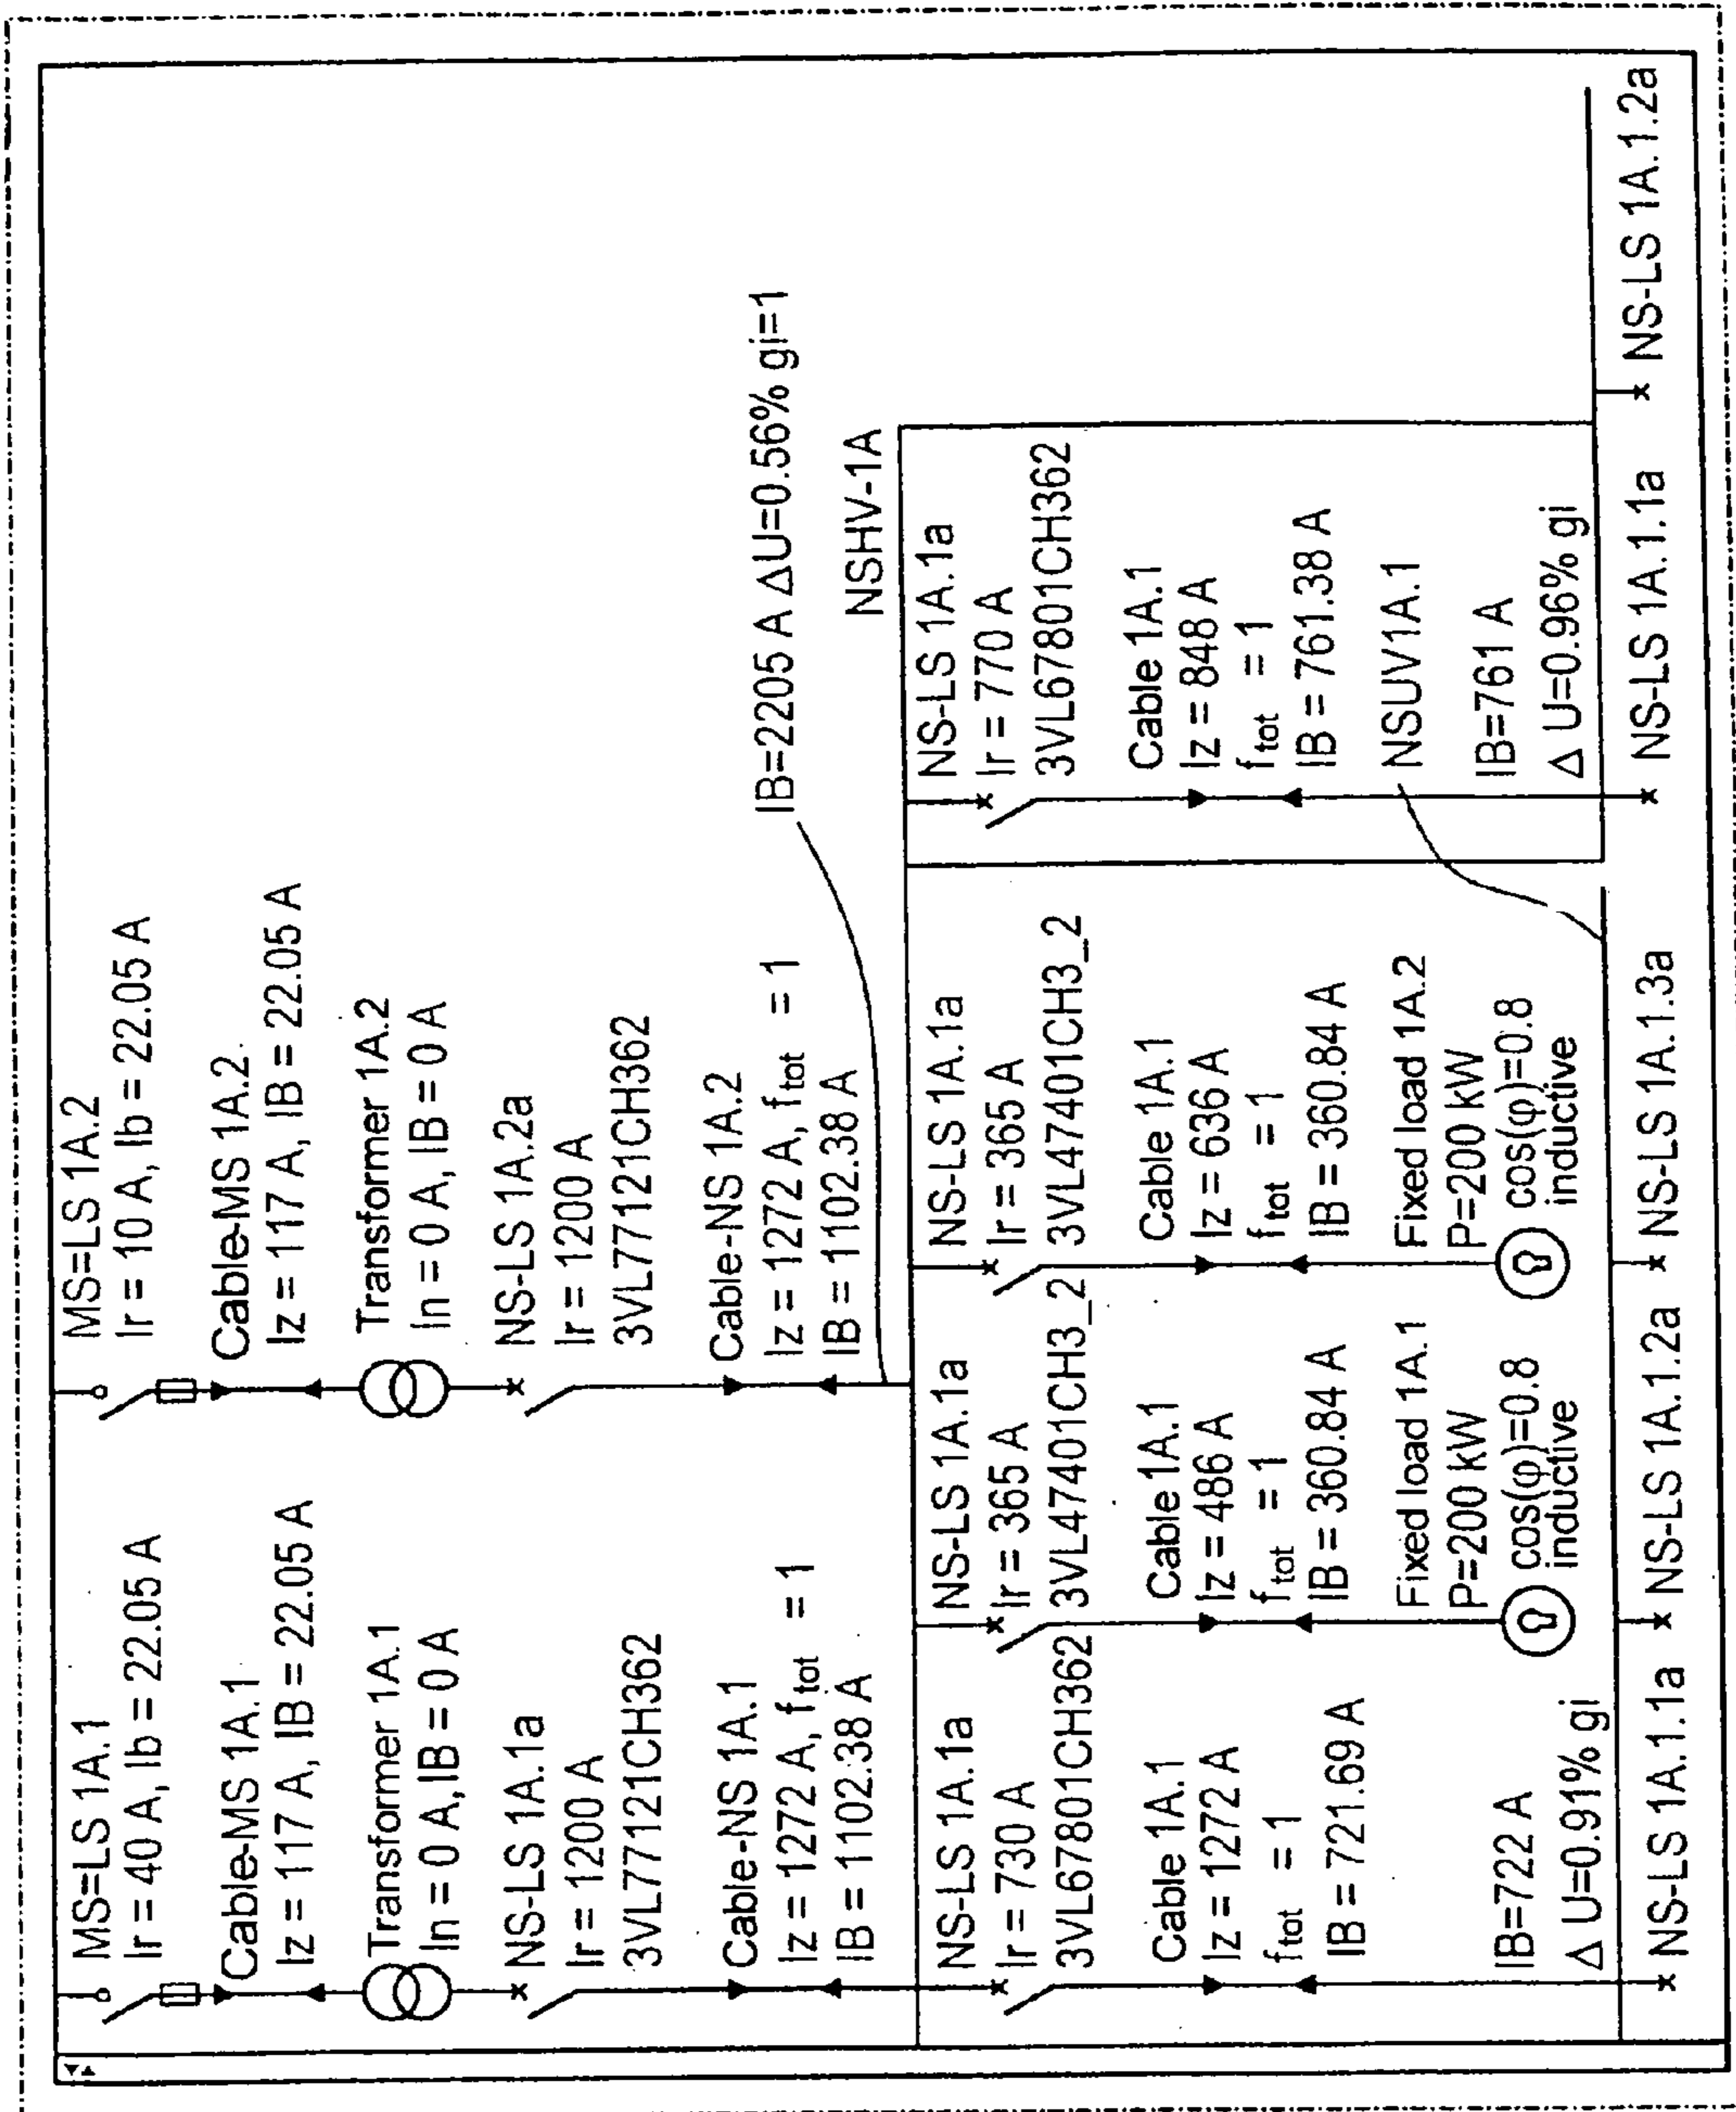 MS=LS 1A.1
Ir = 40 A, Ib = 22.05 A
Cable-MS 1A.1
Iz = 117 A, IB = 22.05 A
Transformer 1A.1
In = 0 A, IB = 0 A
NS-LS 1A.1a
Ir = 1200 A
3VL77121CH362
Cable-NS 1A.1
Iz = 1272 A, ftot = 1
IB = 1102.38 A
MS=LS 1A.2
Ir = 10 A, Ib = 22.05 A
Cable-MS 1A.2
Iz = 117 A, IB = 22.05 A
Transformer 1A.2
In = 0 A, IB = 0 A
NS-LS 1A.2a
Ir = 1200 A
3VL77121CH362
Cable-NS 1A.2
Iz = 1272 A, ftot = 1
IB = 1102.38 A
IB=2205 A ΔU=0.56% gi=1
NSHV-1A
NS-LS 1A.1a
Ir = 730 A
3VL67801CH362
Cable 1A.1
Iz = 1272 A
ftot = 1
IB = 721.69 A
IB=722 A
Δ U=0.91% gi
NS-LS 1A.1.1a
NS-LS 1A.1a
Ir = 365 A
3VL47401CH3_2
Cable 1A.1
Iz = 486 A
ftot = 1
IB = 360.84 A
Fixed load 1A.1
P=200 kW
cos(φ)=0.8
inductive
NS-LS 1A.1.2a
NS-LS 1A.1a
Ir = 365 A
3VL47401CH3_2
Cable 1A.1
Iz = 636 A
ftot = 1
IB = 360.84 A
Fixed load 1A.2
P=200 kW
cos(φ)=0.8
inductive
NS-LS 1A.1.3a
NS-LS 1A.1a
Ir = 770 A
3VL67801CH362
Cable 1A.1
Iz = 848 A
ftot = 1
IB = 761.38 A
NSUV1A.1
IB=761 A
Δ U=0.96% gi
NS-LS 1A.1.1a
NS-LS 1A.1.2a